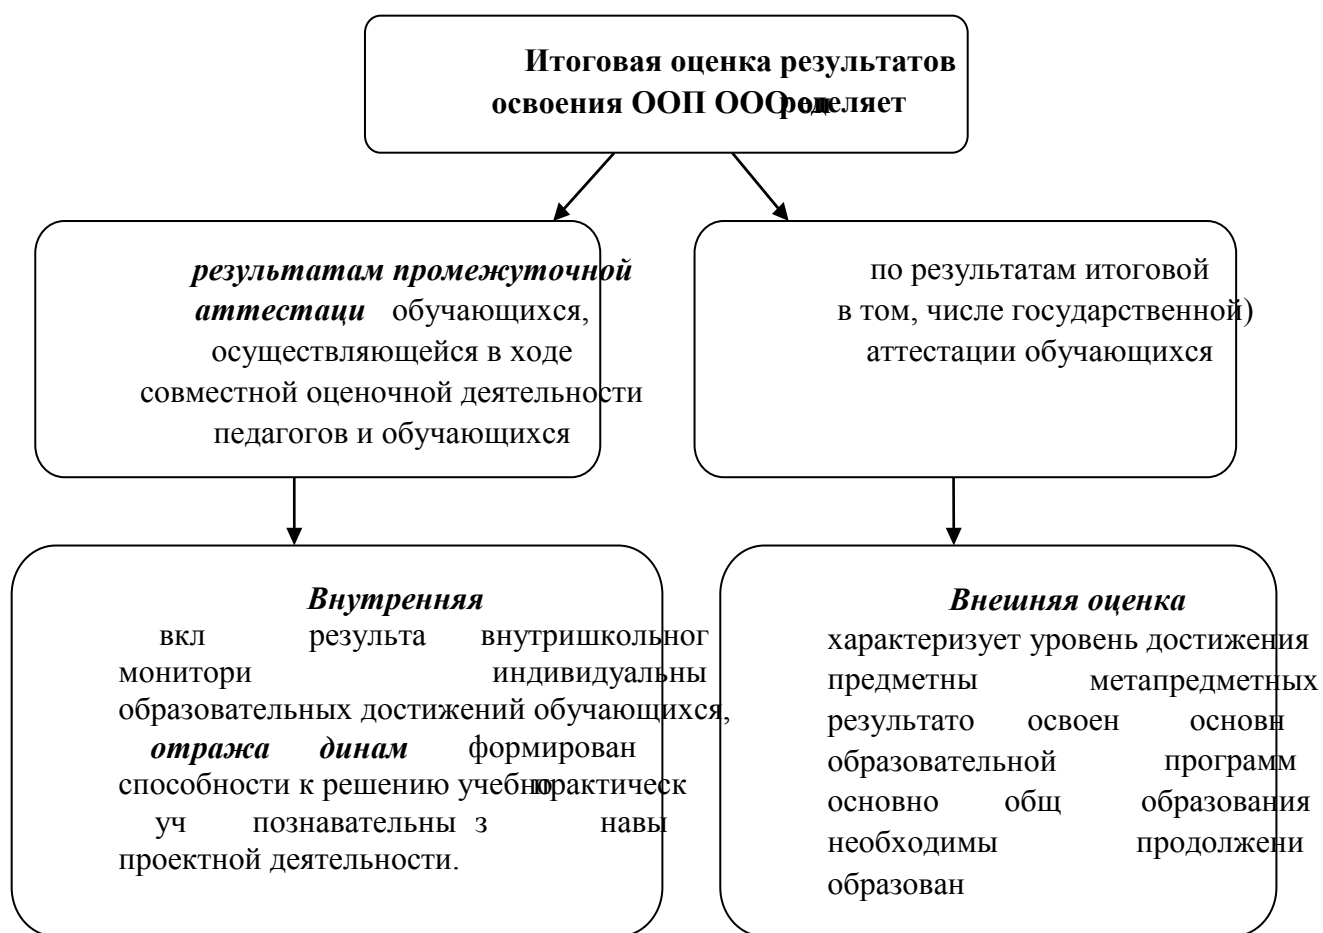 Итоговая оценка результатов
освоения ООП ООО определяет
результатам промежуточной
аттестаци обучающихся,
осуществляющейся в ходе
совместной оценочной деятельности
педагогов и обучающихся
по результатам итоговой
в том, числе государственной)
аттестации обучающихся
Внутренняя
вкл результа внутришкольног
монитори индивидуальны
образовательных достижений обучающихся,
отража динам формирован
способности к решению учебно практическ
уч познавательны з навы
проектной деятельности.
Внешняя оценка
характеризует уровень достижения
предметны метапредметных
результато освоен основн
образовательной программ
основно общ образования
необходимы продолжени
образован